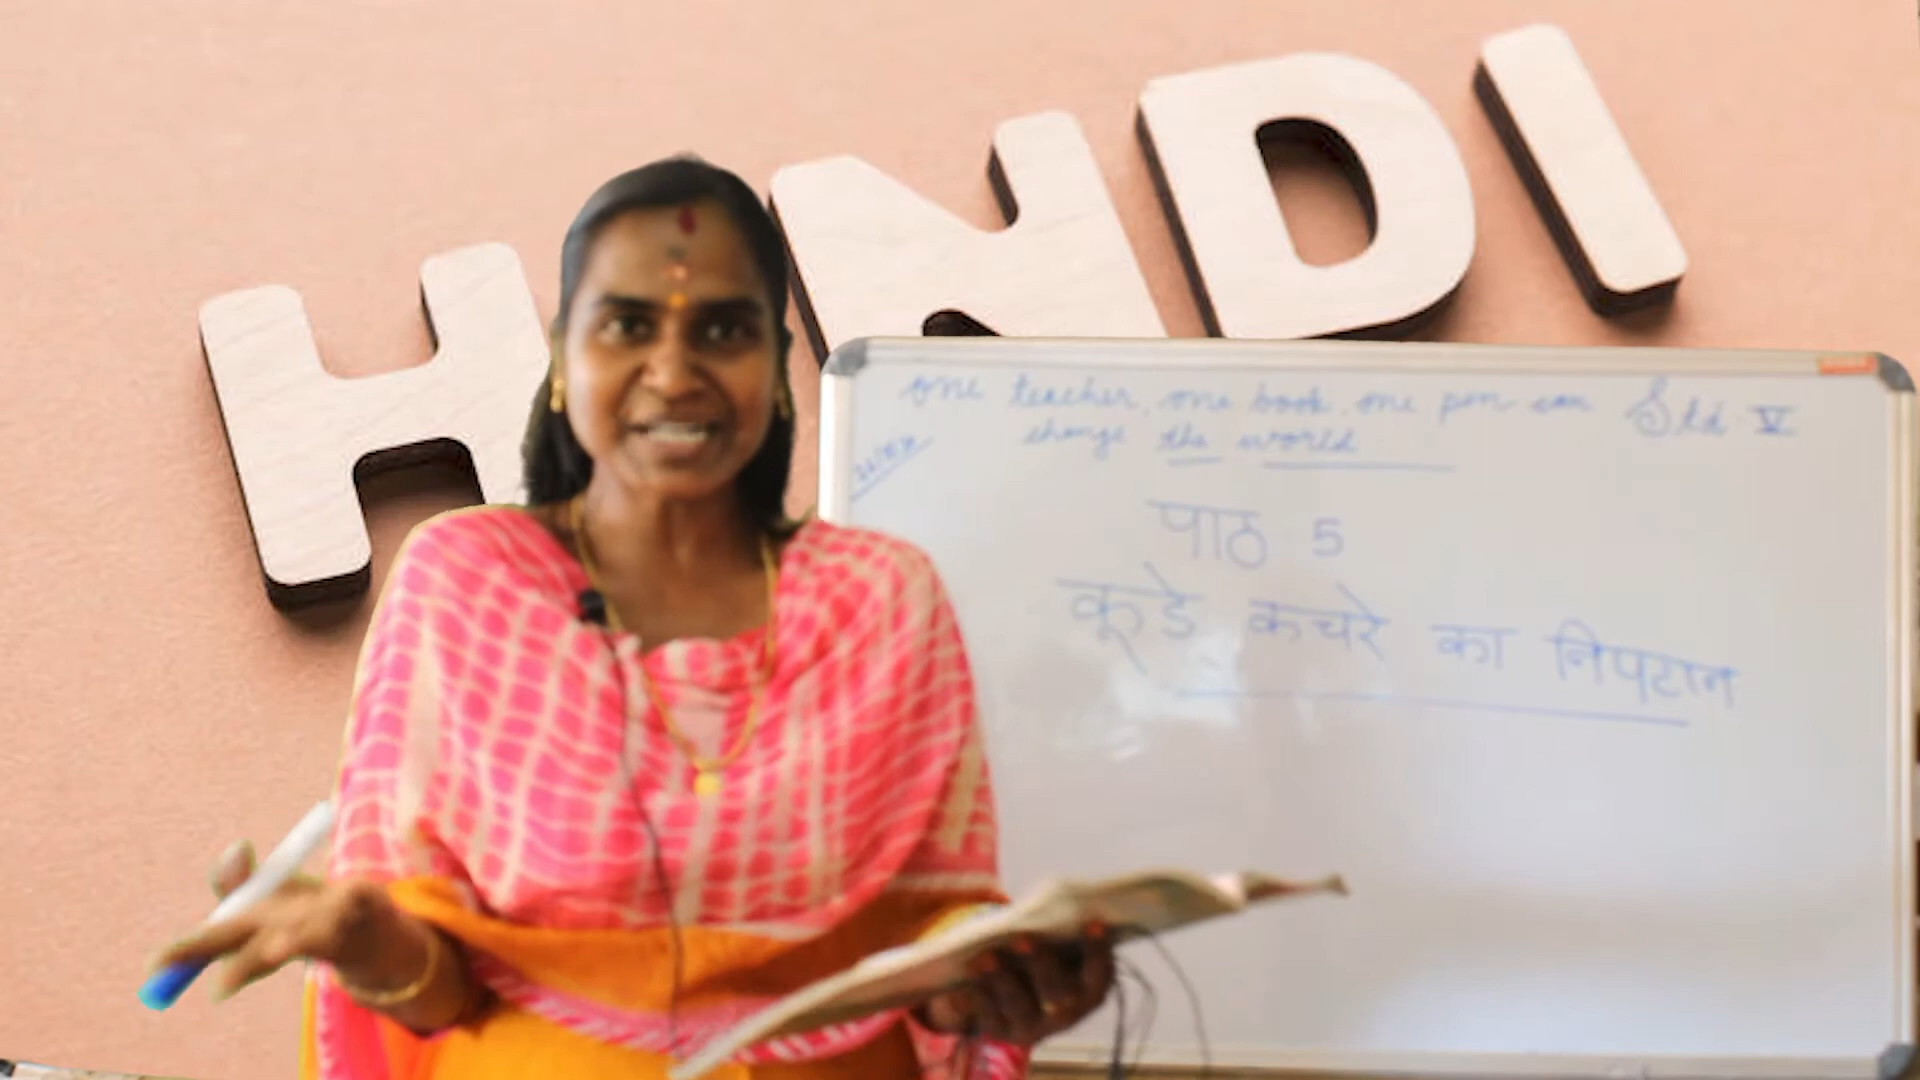 HINDI
one teacher, one book, one pen can Std V
change the world
पाठ 5
कूडे कचरे का निपटान